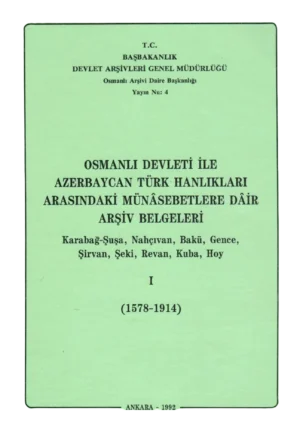 T.C.
BAŞBAKANLIK
DEVLET ARŞİVLERİ GENEL MÜDÜRLÜĞÜ
Osmanlı Arşivi Daire Başkanlığı
Yayın Nu: 4
OSMANLI DEVLETİ İLE
AZERBAYCAN TÜRK HANLIKLARI
ARASINDAKİ MÜNÂSEBETLERE DÂİR
ARŞİV BELGELERİ
Karabağ-Şuşa, Nahçıvan, Bakü, Gence,
Şirvan, Şeki, Revan, Kuba, Hoy
I
(1578-1914)
ANKARA - 1992